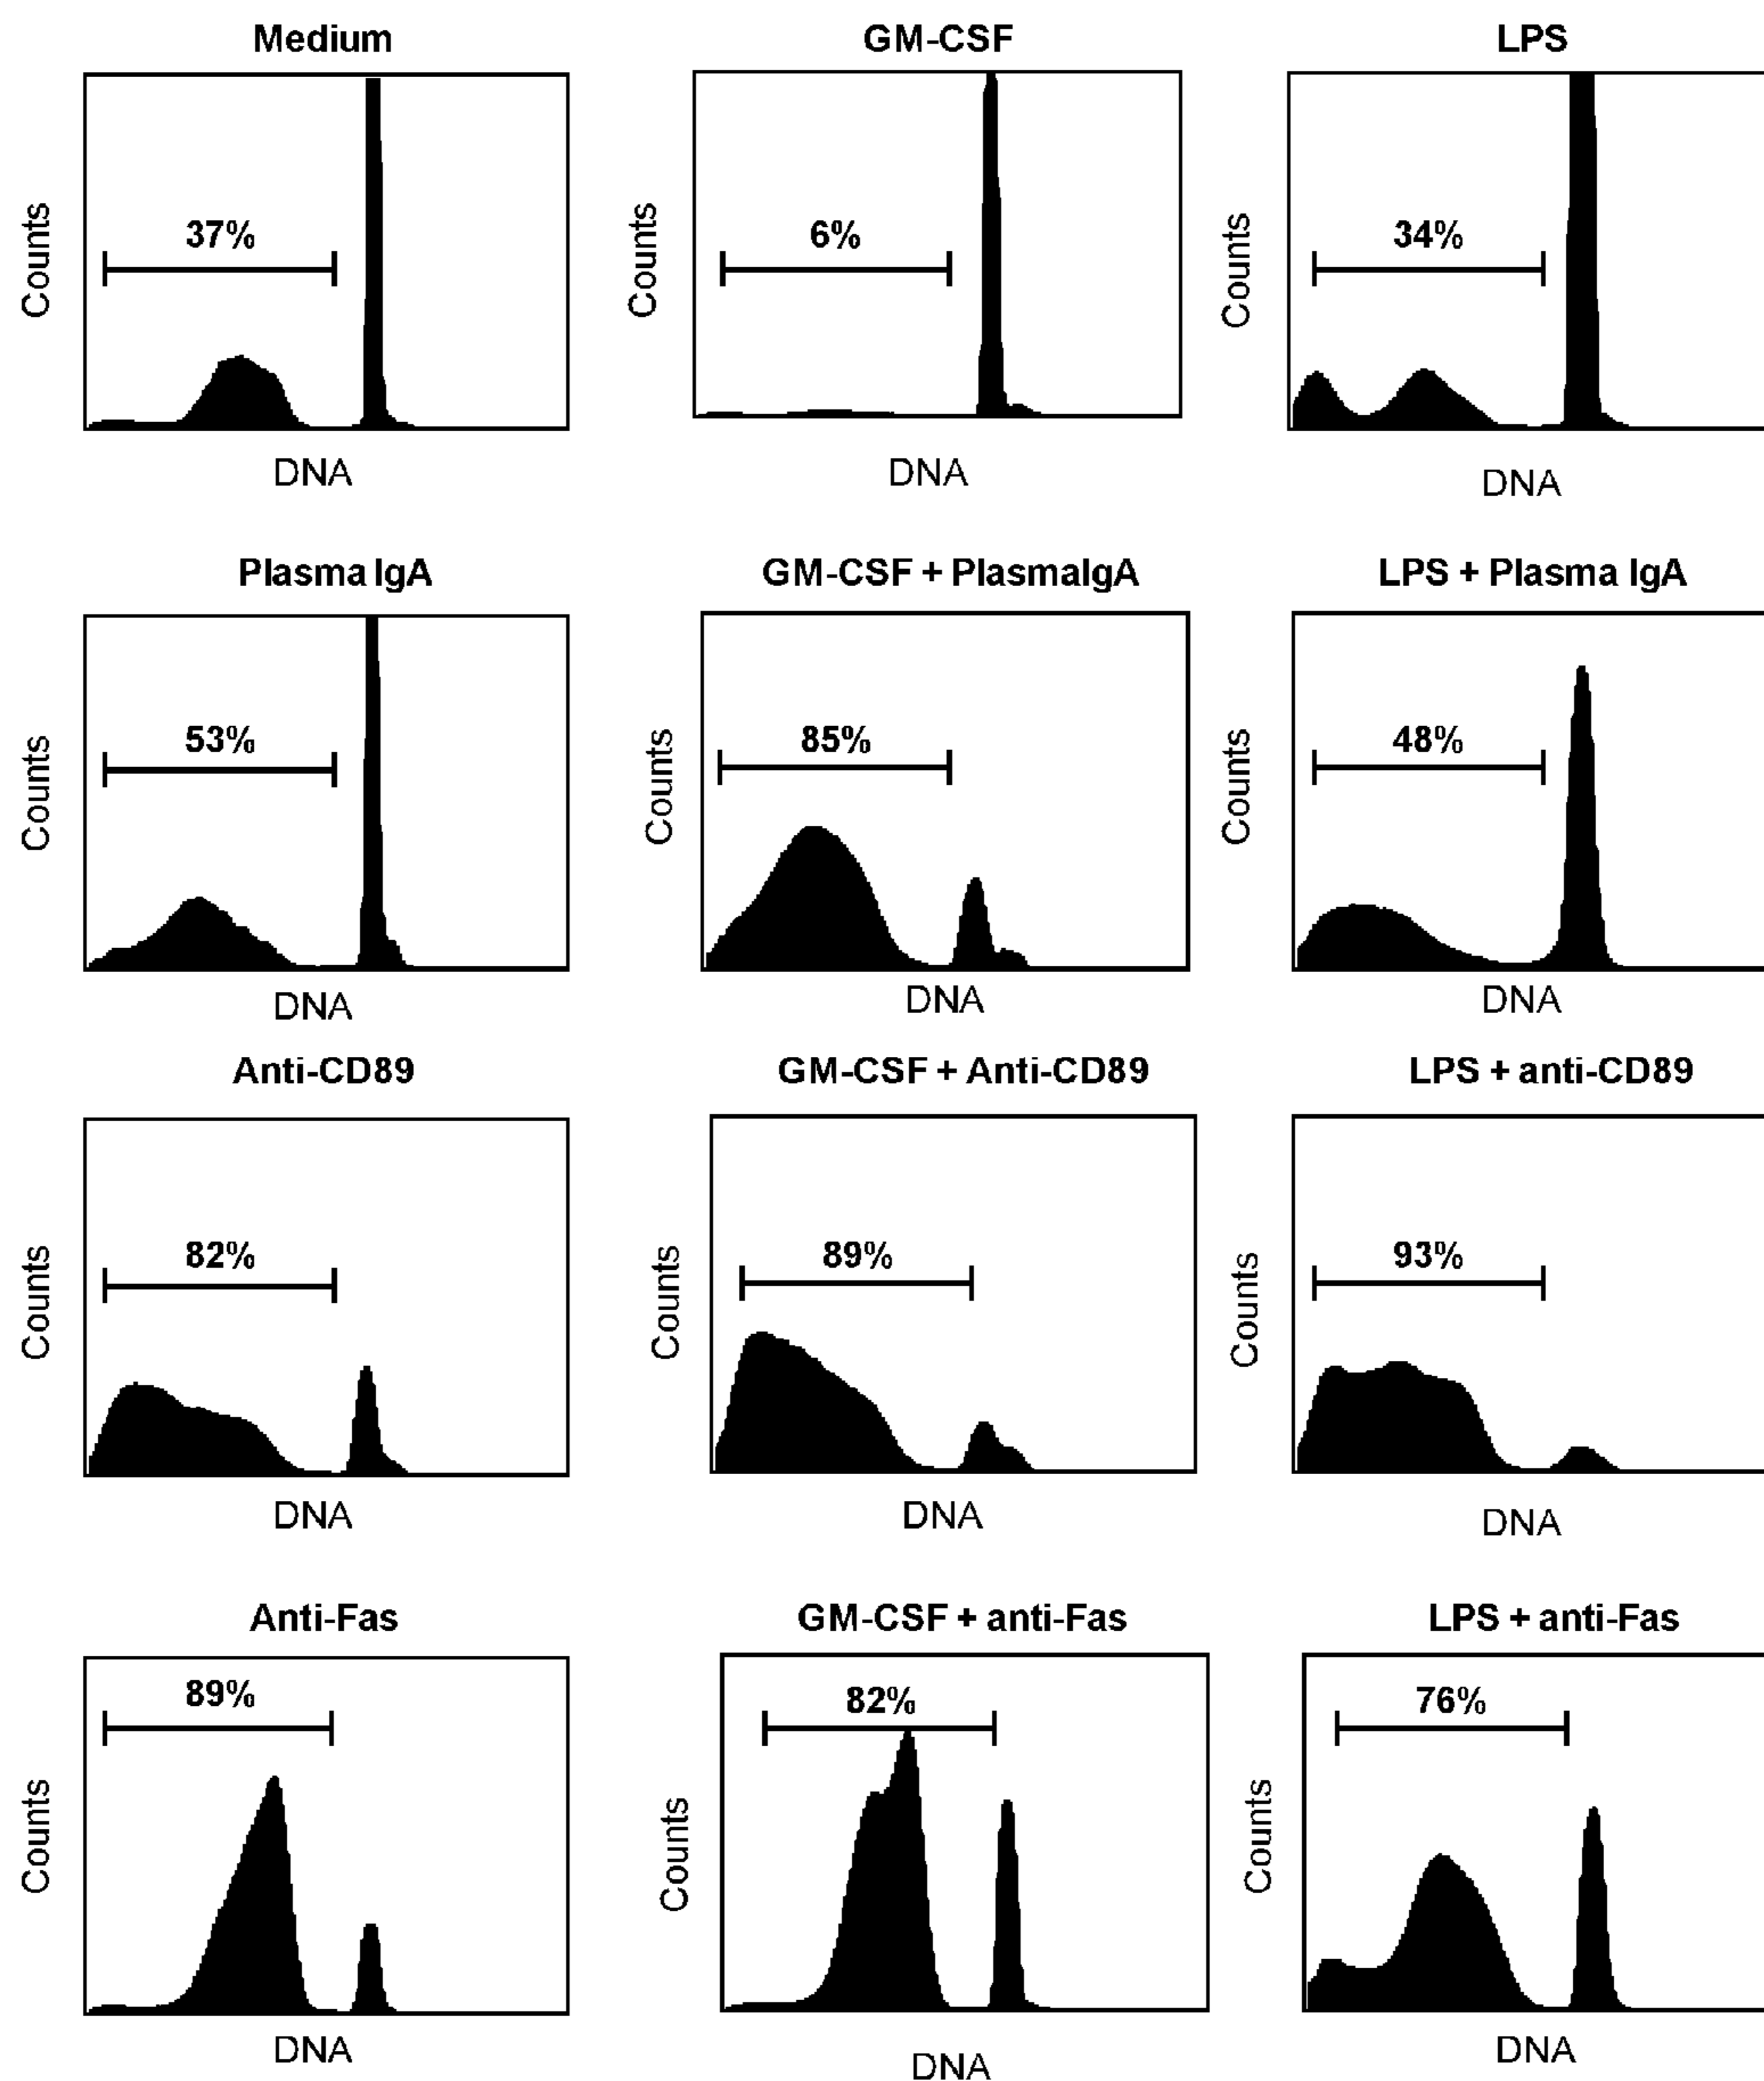 Medium
GM-CSF
LPS
Counts
37%
Counts
6%
Counts
34%
DNA
DNA
DNA
Plasma IgA
GM-CSF + PlasmaIgA
LPS + Plasma IgA
Counts
53%
Counts
85%
Counts
48%
DNA
DNA
DNA
Anti-CD89
GM-CSF + Anti-CD89
LPS + anti-CD89
Counts
82%
Counts
89%
Counts
93%
DNA
DNA
DNA
Anti-Fas
GM-CSF + anti-Fas
LPS + anti-Fas
Counts
89%
Counts
82%
Counts
76%
DNA
DNA
DNA